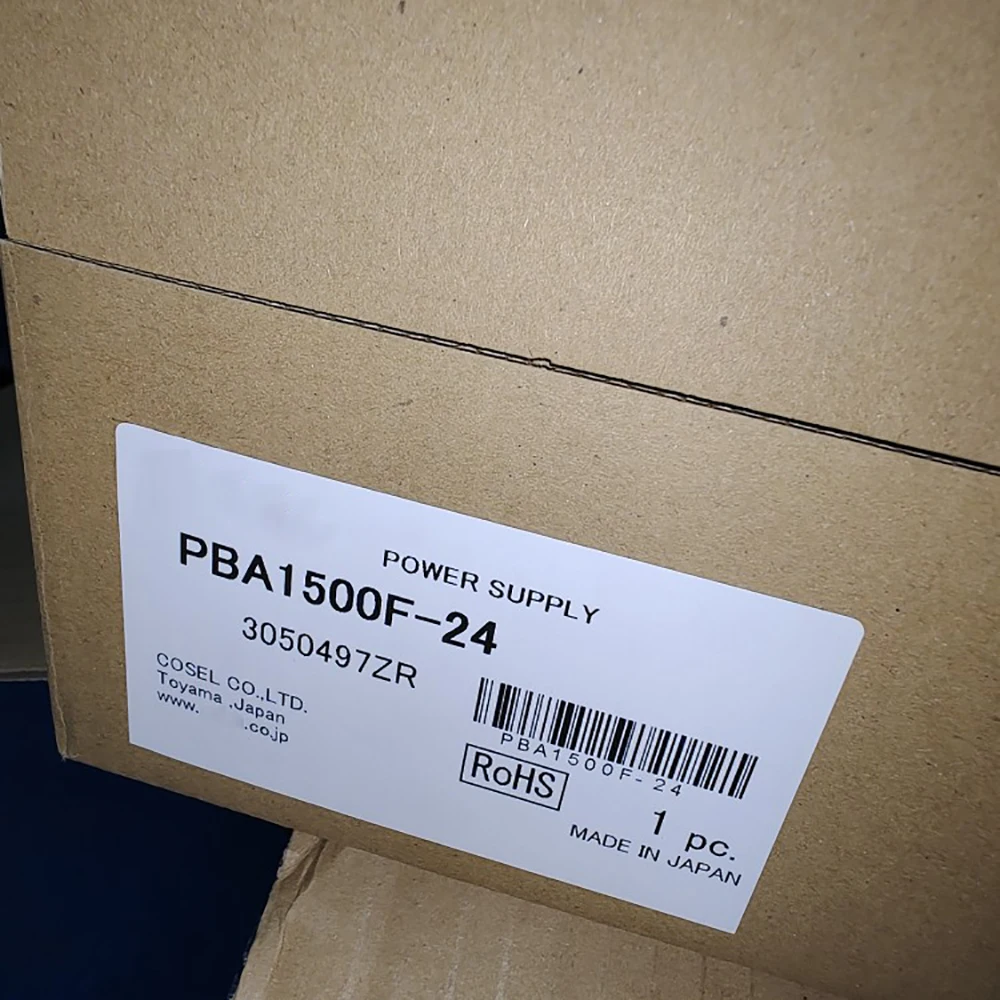 POWER SUPPLY
PBA1500F-24
3050497ZR
COSEL CO.,LTD.
Toyama ,Japan
www. .co.jp
PBA1500F-24
RoHS
1 pc.
MADE IN JAPAN